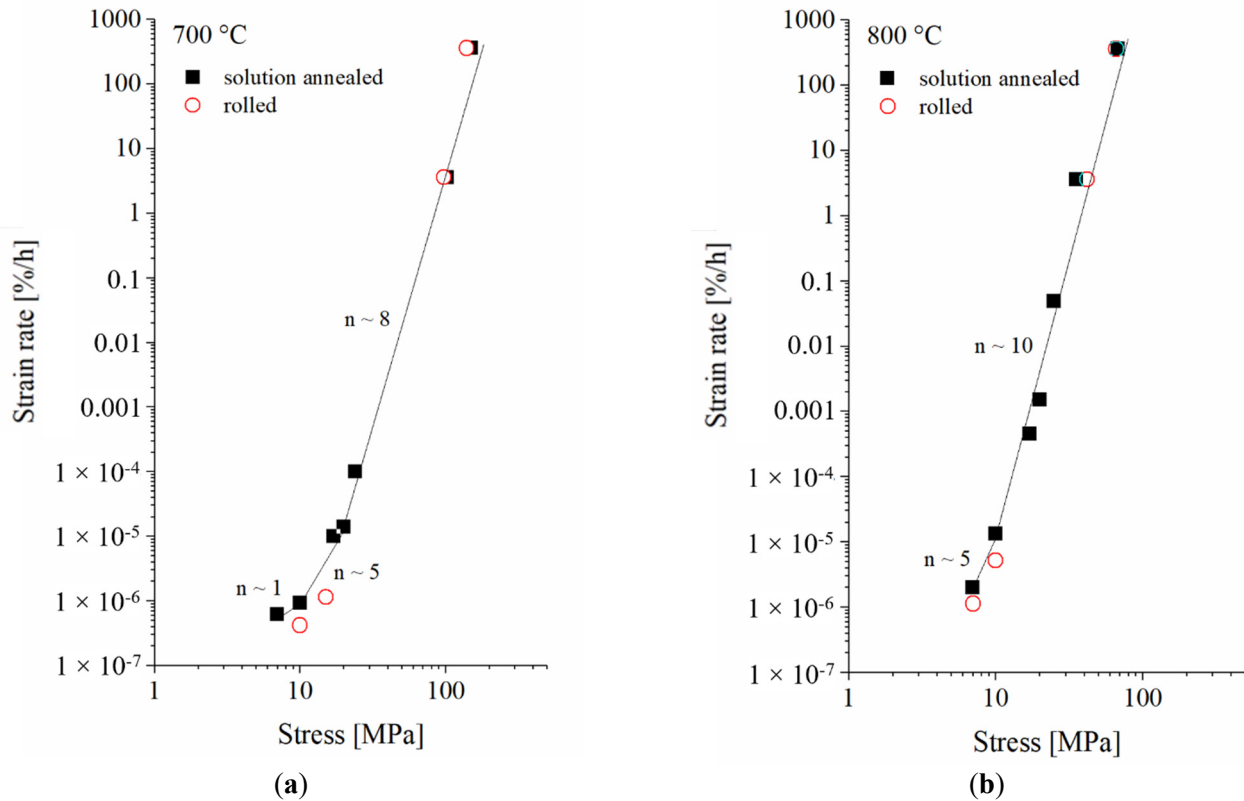 1000
700 °C
100
solution annealed
rolled
10
1
0.1
n ~ 8
0.01
0.001
1 × 10⁻⁴
1 × 10⁻⁵
n ~ 5
n ~ 1
1 × 10⁻⁶
1 × 10⁻⁷
1 10 100
Strain rate [%/h]
Stress [MPa]
(a)
1000
800 °C
100
solution annealed
rolled
10
1
0.1
0.01
n ~ 10
0.001
1 × 10⁻⁴
1 × 10⁻⁵
n ~ 5
1 × 10⁻⁶
1 × 10⁻⁷
1 10 100
Strain rate [%/h]
Stress [MPa]
(b)